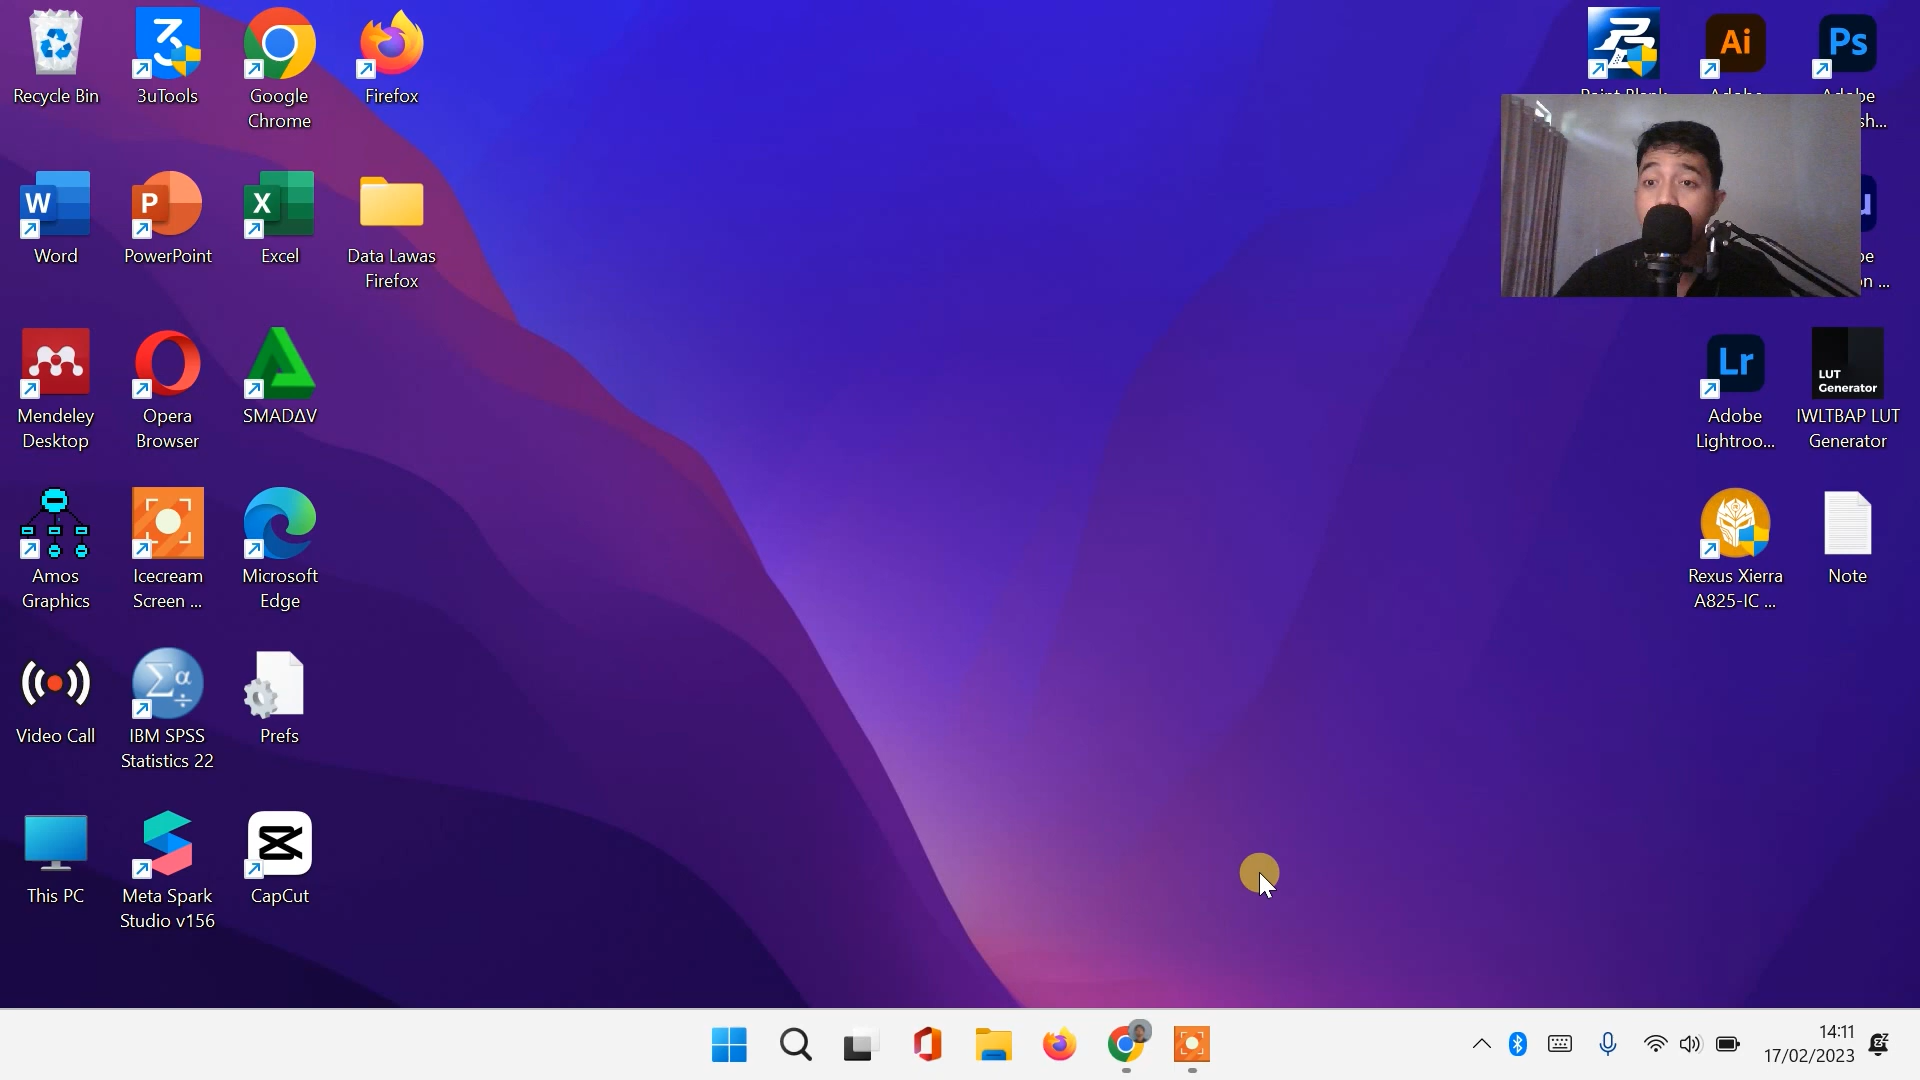 Recycle Bin
3uTools
Google
Chrome
Firefox
Ai
Ps
W
Word
P
PowerPoint
X
Excel
Data Lawas
Firefox
Mendeley
Desktop
Opera
Browser
SMADΔV
Lr
Adobe
Lightroo...
LUT
Generator
IWLTBAP LUT
Generator
Amos
Graphics
Icecream
Screen ...
Microsoft
Edge
Rexus Xierra
A825-IC ...
Note
Video Call
Σα
÷
IBM SPSS
Statistics 22
Prefs
This PC
Meta Spark
Studio v156
CapCut
14:11
17/02/2023